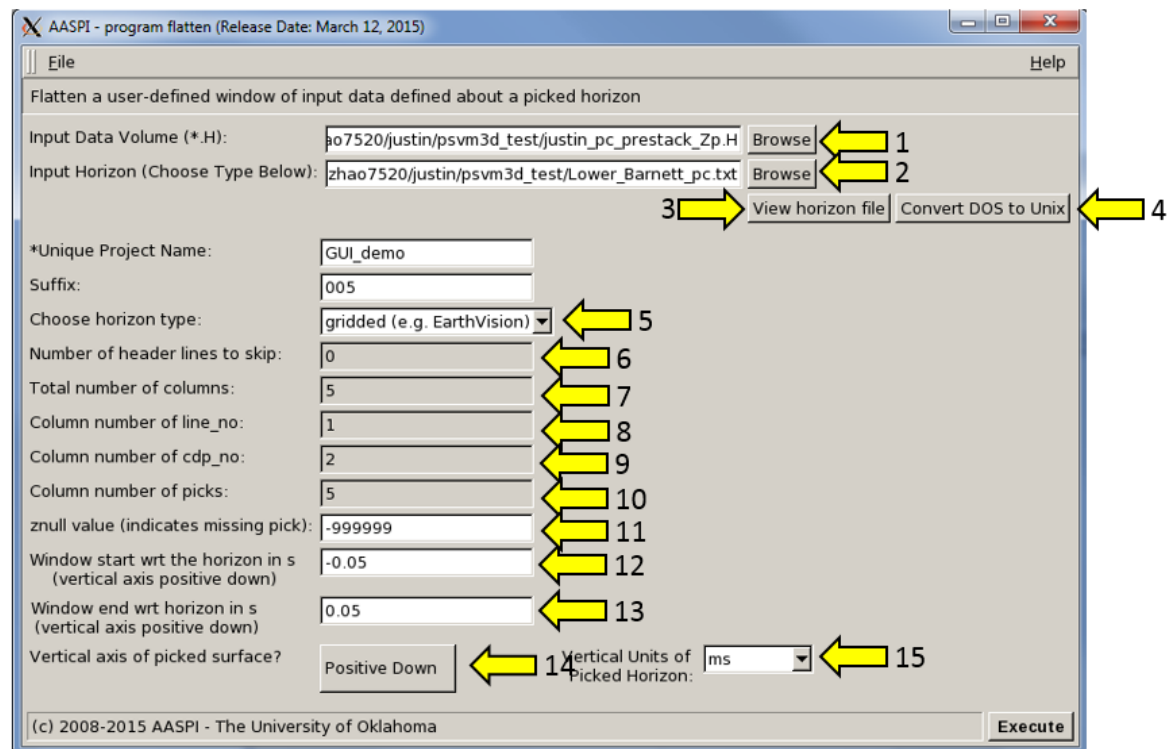 AASPI - program flatten (Release Date: March 12, 2015)
File Help
Flatten a user-defined window of input data defined about a picked horizon
Input Data Volume (*.H): ao7520/justin/psvm3d_test/justin_pc_prestack_Zp.H Browse 1
Input Horizon (Choose Type Below): zhao7520/justin/psvm3d_test/Lower_Barnett_pc.txt Browse 2
3 View horizon file Convert DOS to Unix 4
*Unique Project Name: GUI_demo
Suffix: 005
Choose horizon type: gridded (e.g. EarthVision) 5
Number of header lines to skip: 0 6
Total number of columns: 5 7
Column number of line_no: 1 8
Column number of cdp_no: 2 9
Column number of picks: 5 10
znull value (indicates missing pick): -999999 11
Window start wrt the horizon in s -0.05 12
(vertical axis positive down)
Window end wrt horizon in s 0.05 13
(vertical axis positive down)
Vertical axis of picked surface? Positive Down 14 Vertical Units of ms 15
Picked Horizon:
(c) 2008-2015 AASPI - The University of Oklahoma Execute